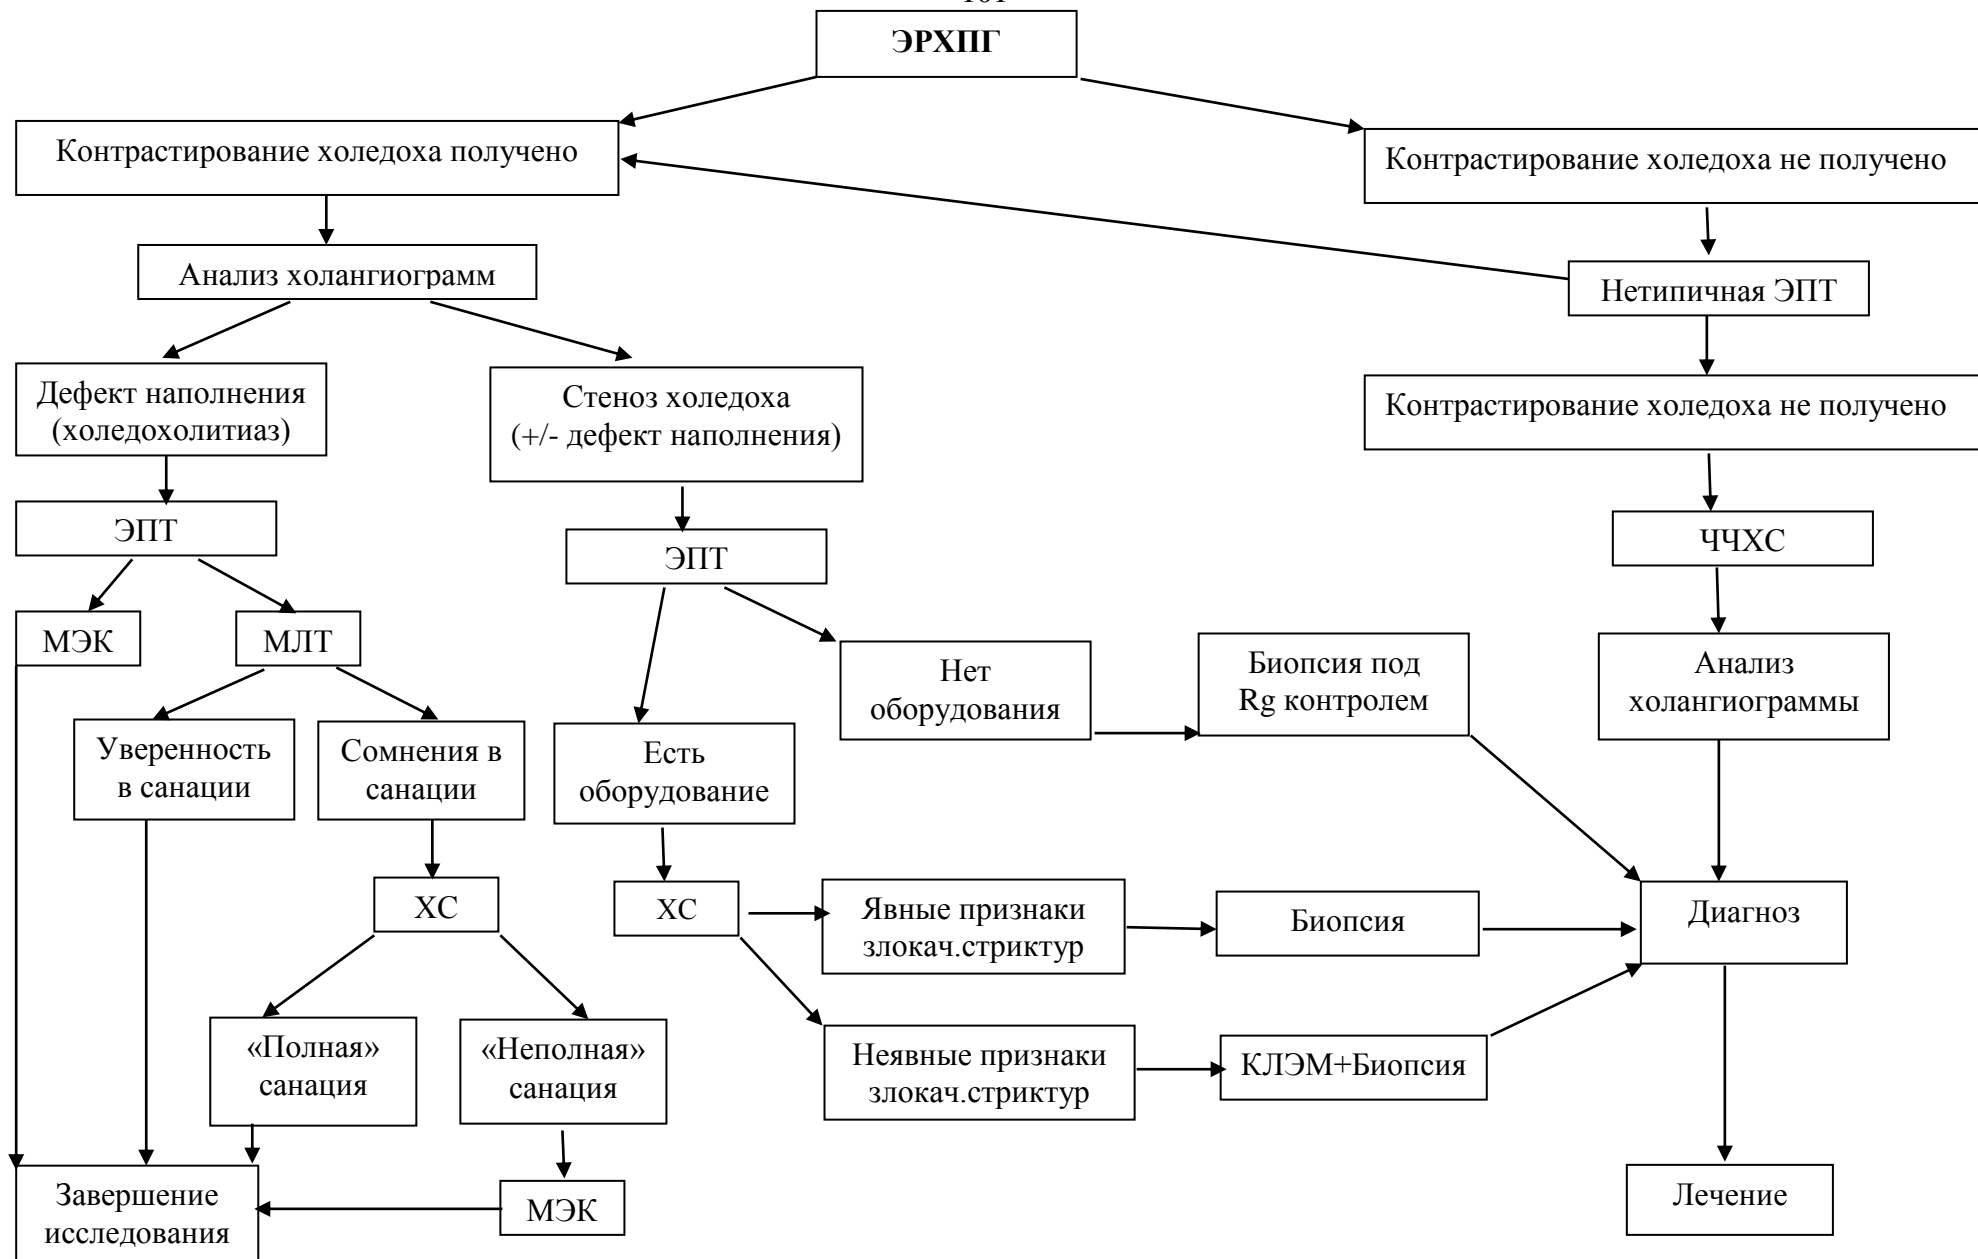 ЭРХПГ
Контрастирование холедоха получено
Контрастирование холедоха не получено
Анализ холангиограмм
Нетипичная ЭПТ
Дефект наполнения
(холедохолитиаз)
Стеноз холедоха
(+/- дефект наполнения)
Контрастирование холедоха не получено
ЭПТ
ЭПТ
ЧЧХС
МЭК
МЛТ
Нет
оборудования
Биопсия под
Rg контролем
Анализ
холангиограммы
Уверенность
в санации
Сомнения в
санации
Есть
оборудование
ХС
ХС
Явные признаки
злокач.стриктур
Биопсия
Диагноз
«Полная»
санация
«Неполная»
санация
Неявные признаки
злокач.стриктур
КЛЭМ+Биопсия
Завершение
исследования
МЭК
Лечение